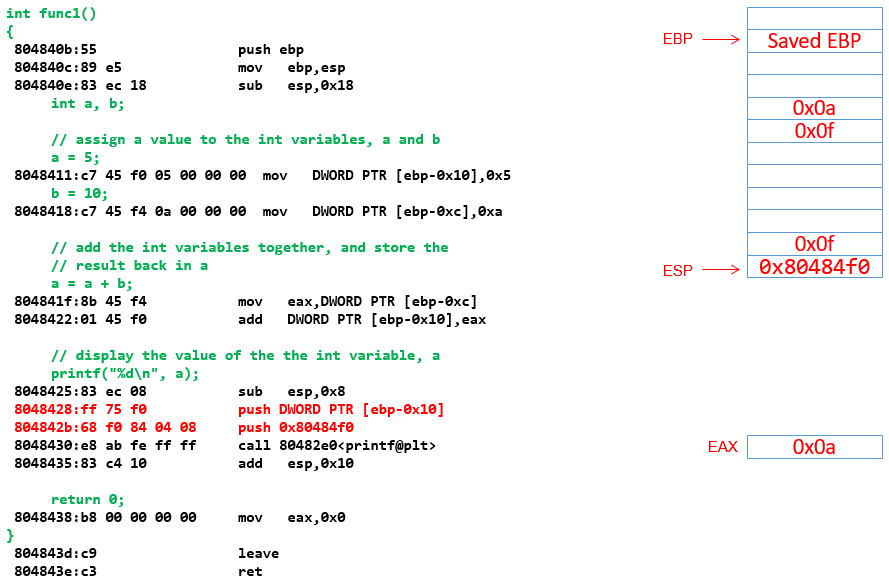 int func1()
{
804840b:55 push ebp
804840c:89 e5 mov ebp,esp
804840e:83 ec 18 sub esp,0x18
int a, b;
// assign a value to the int variables, a and b
a = 5;
8048411:c7 45 f0 05 00 00 00 mov DWORD PTR [ebp-0x10],0x5
b = 10;
8048418:c7 45 f4 0a 00 00 00 mov DWORD PTR [ebp-0xc],0xa
// add the int variables together, and store the
// result back in a
a = a + b;
804841f:8b 45 f4 mov eax,DWORD PTR [ebp-0xc]
8048422:01 45 f0 add DWORD PTR [ebp-0x10],eax
// display the value of the the int variable, a
printf("%d\n", a);
8048425:83 ec 08 sub esp,0x8
8048428:ff 75 f0 push DWORD PTR [ebp-0x10]
804842b:68 f0 84 04 08 push 0x80484f0
8048430:e8 ab fe ff ff call 80482e0<printf@plt>
8048435:83 c4 10 add esp,0x10
return 0;
8048438:b8 00 00 00 00 mov eax,0x0
}
804843d:c9 leave
804843e:c3 ret
EBP Saved EBP
0x0a
0x0f
0x0f
ESP 0x80484f0
EAX 0x0a